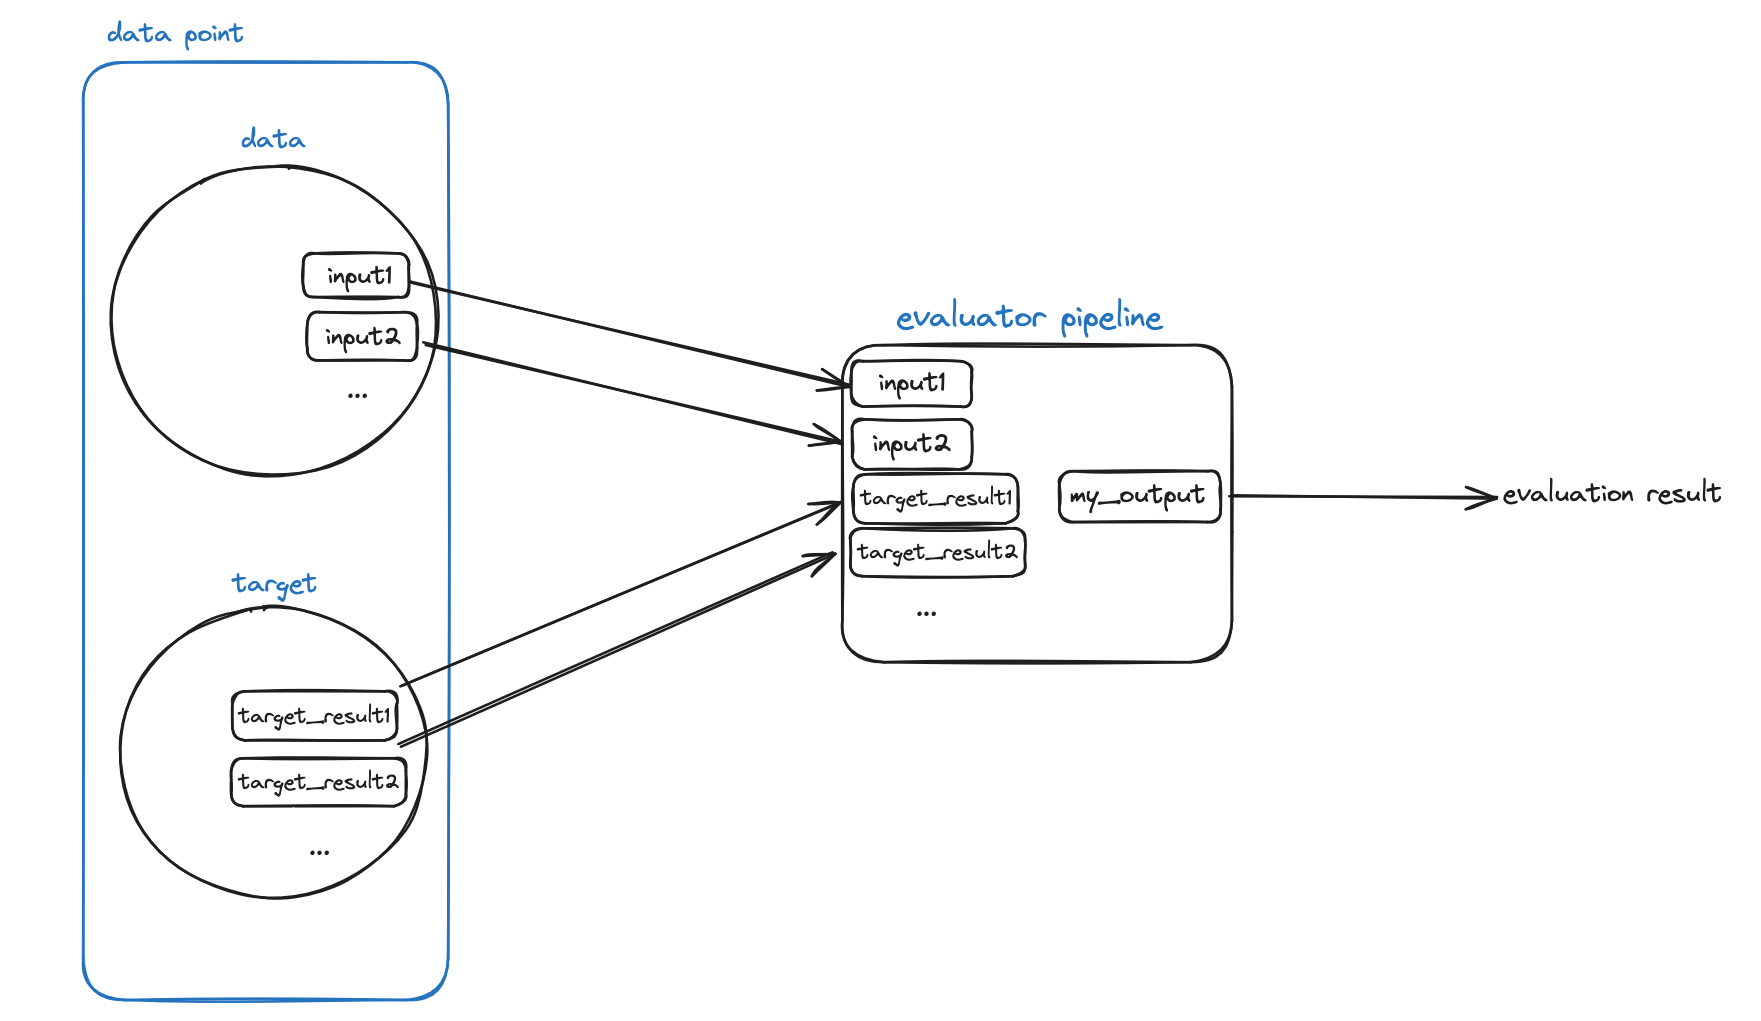 data point
data
input1
input2
...
target
target_result1
target_result2
...
evaluator pipeline
input1
input2
target_result1
target_result2
...
my_output
evaluation result